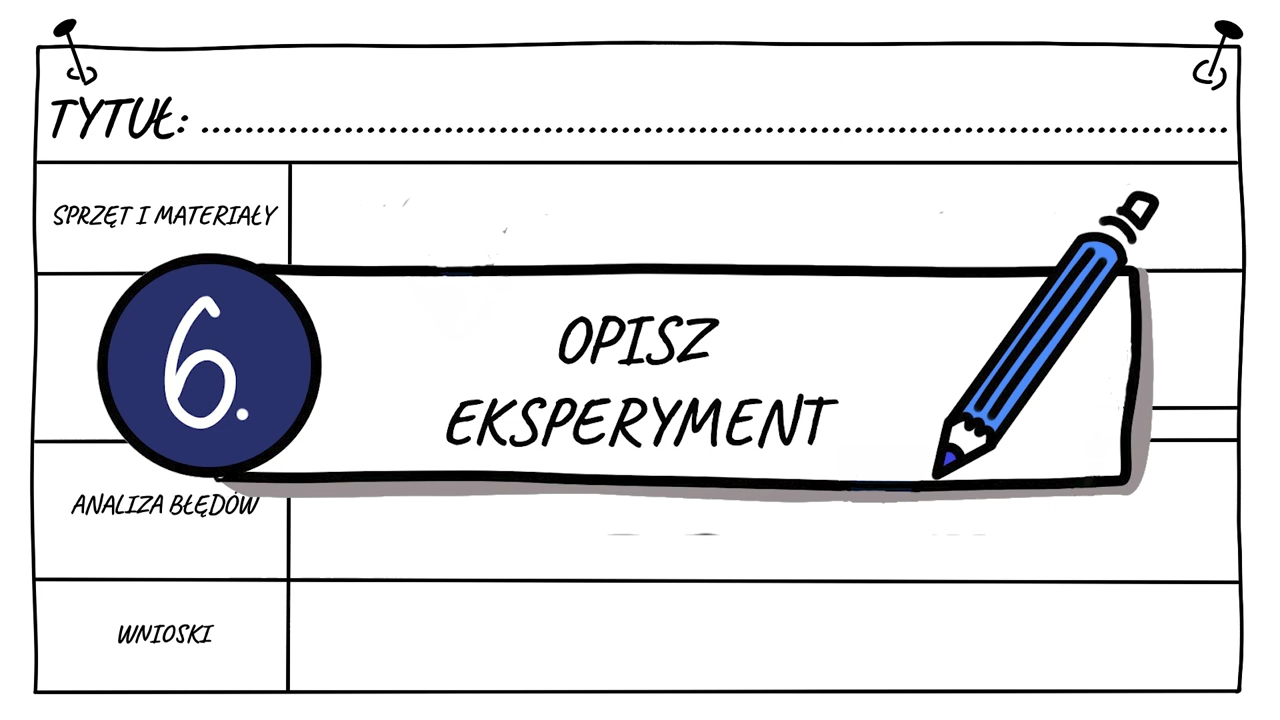 TYTUŁ: ................................................................................
SPRZĘT I MATERIAŁY
6.
OPISZ
EKSPERYMENT
ANALIZA BŁĘDÓW
WNIOSKI